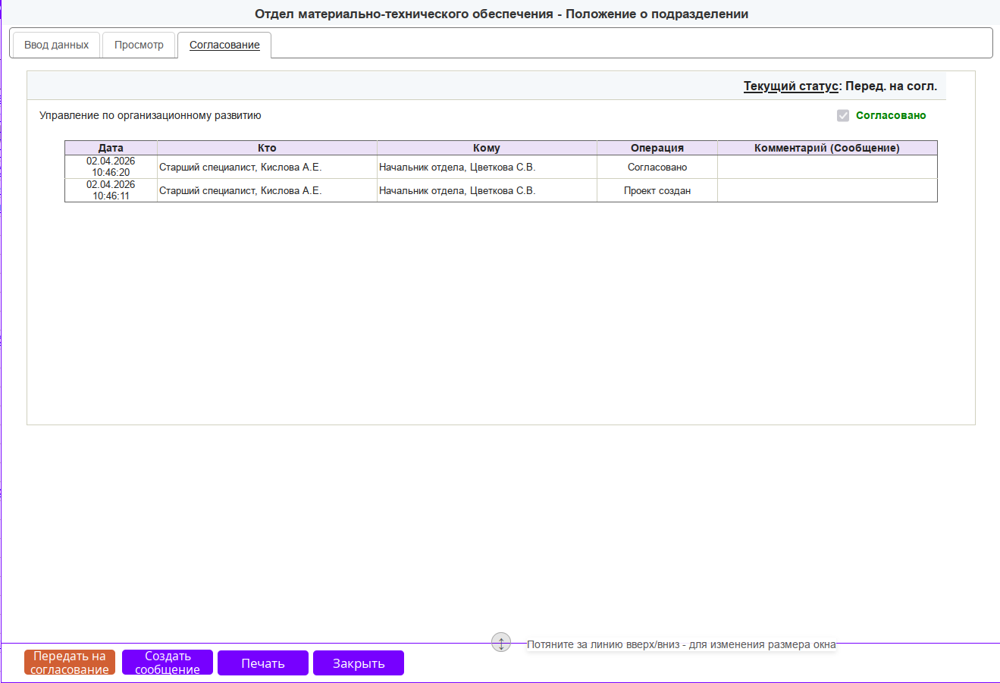 Отдел материально-технического обеспечения - Положение о подразделении
Ввод данных
Просмотр
Согласование
Текущий статус: Перед. на согл.
Управление по организационному развитию
Согласовано
Дата
Кто
Кому
Операция
Комментарий (Сообщение)
02.04.2026
10:46:20
Старший специалист, Кислова А.Е.
Начальник отдела, Цветкова С.В.
Согласовано
02.04.2026
10:46:11
Старший специалист, Кислова А.Е.
Начальник отдела, Цветкова С.В.
Проект создан
Потяните за линию вверх/вниз - для изменения размера окна
Передать на
согласование
Создать
сообщение
Печать
Закрыть